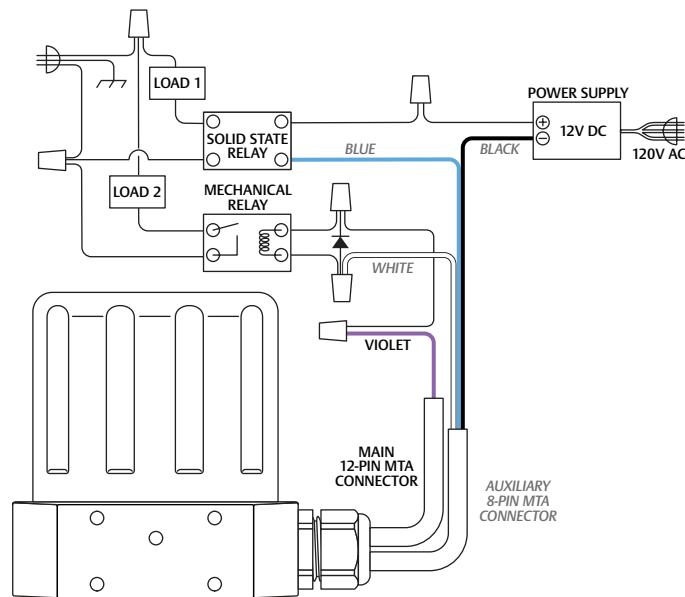 LOAD 1
POWER SUPPLY
+
12V DC
−
120V AC
SOLID STATE
RELAY
BLUE
BLACK
LOAD 2
MECHANICAL
RELAY
WHITE
VIOLET
MAIN
12-PIN MTA
CONNECTOR
AUXILIARY
8-PIN MTA
CONNECTOR